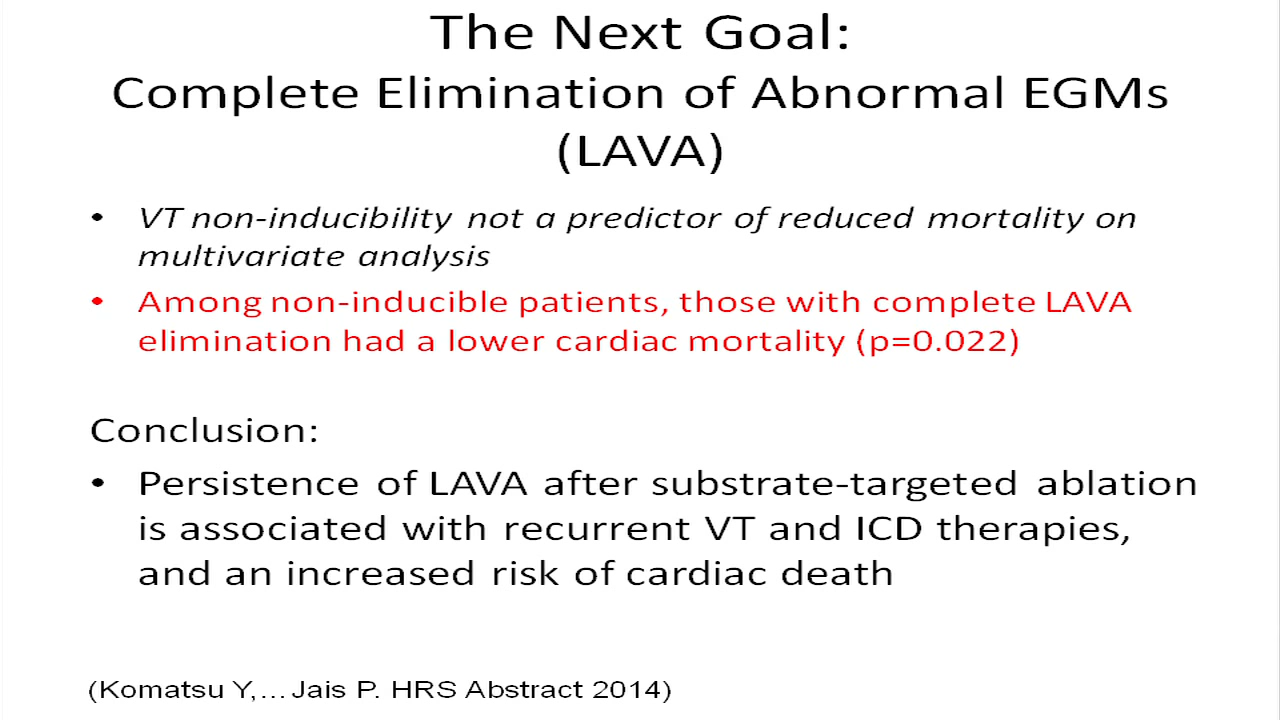 The Next Goal:
Complete Elimination of Abnormal EGMs
(LAVA)
• VT non-inducibility not a predictor of reduced mortality on
multivariate analysis
• Among non-inducible patients, those with complete LAVA
elimination had a lower cardiac mortality (p=0.022)
Conclusion:
• Persistence of LAVA after substrate-targeted ablation
is associated with recurrent VT and ICD therapies,
and an increased risk of cardiac death
(Komatsu Y,... Jais P. HRS Abstract 2014)